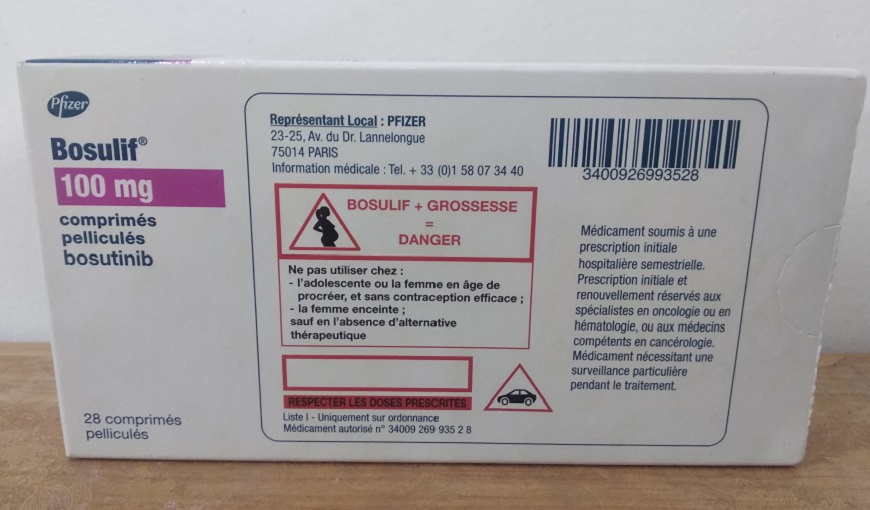 Pfizer
Bosulif®
100 mg
comprimés
pelliculés
bosutinib
28 comprimés
pelliculés
Représentant Local : PFIZER
23-25, Av. du Dr. Lannelongue
75014 PARIS
Information médicale : Tel. + 33 (0)1 58 07 34 40
BOSULIF + GROSSESSE
=
DANGER
Ne pas utiliser chez :
- l'adolescente ou la femme en âge de
procréer, et sans contraception efficace ;
- la femme enceinte ;
sauf en l'absence d'alternative
thérapeutique
RESPECTER LES DOSES PRESCRITES
Liste I - Uniquement sur ordonnance
Médicament autorisé n° 34009 269 935 2 8
3400926993528
Médicament soumis à une
prescription initiale
hospitalière semestrielle.
Prescription initiale et
renouvellement réservés aux
spécialistes en oncologie ou en
hématologie, ou aux médecins
compétents en cancérologie.
Médicament nécessitant une
surveillance particulière
pendant le traitement.